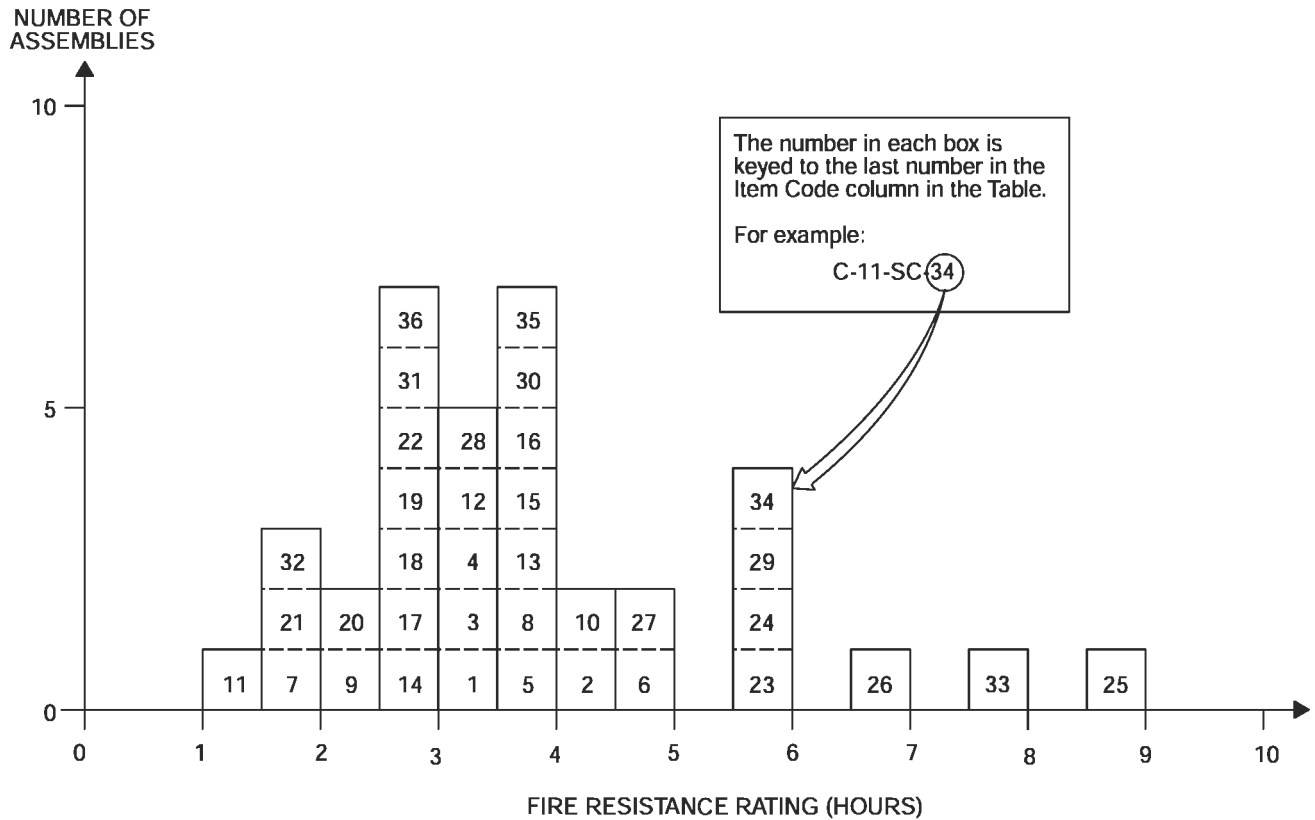 NUMBER OF
ASSEMBLIES
10
The number in each box is
keyed to the last number in the
Item Code column in the Table.
For example:
C-11-SC-34
36 35
31 30
5
22 28 16
19 12 15 34
32 18 4 13 29
21 20 17 3 8 10 27 24
11 7 9 14 1 5 2 6 23 26 33 25
0
0 1 2 3 4 5 6 7 8 9 10
FIRE RESISTANCE RATING (HOURS)